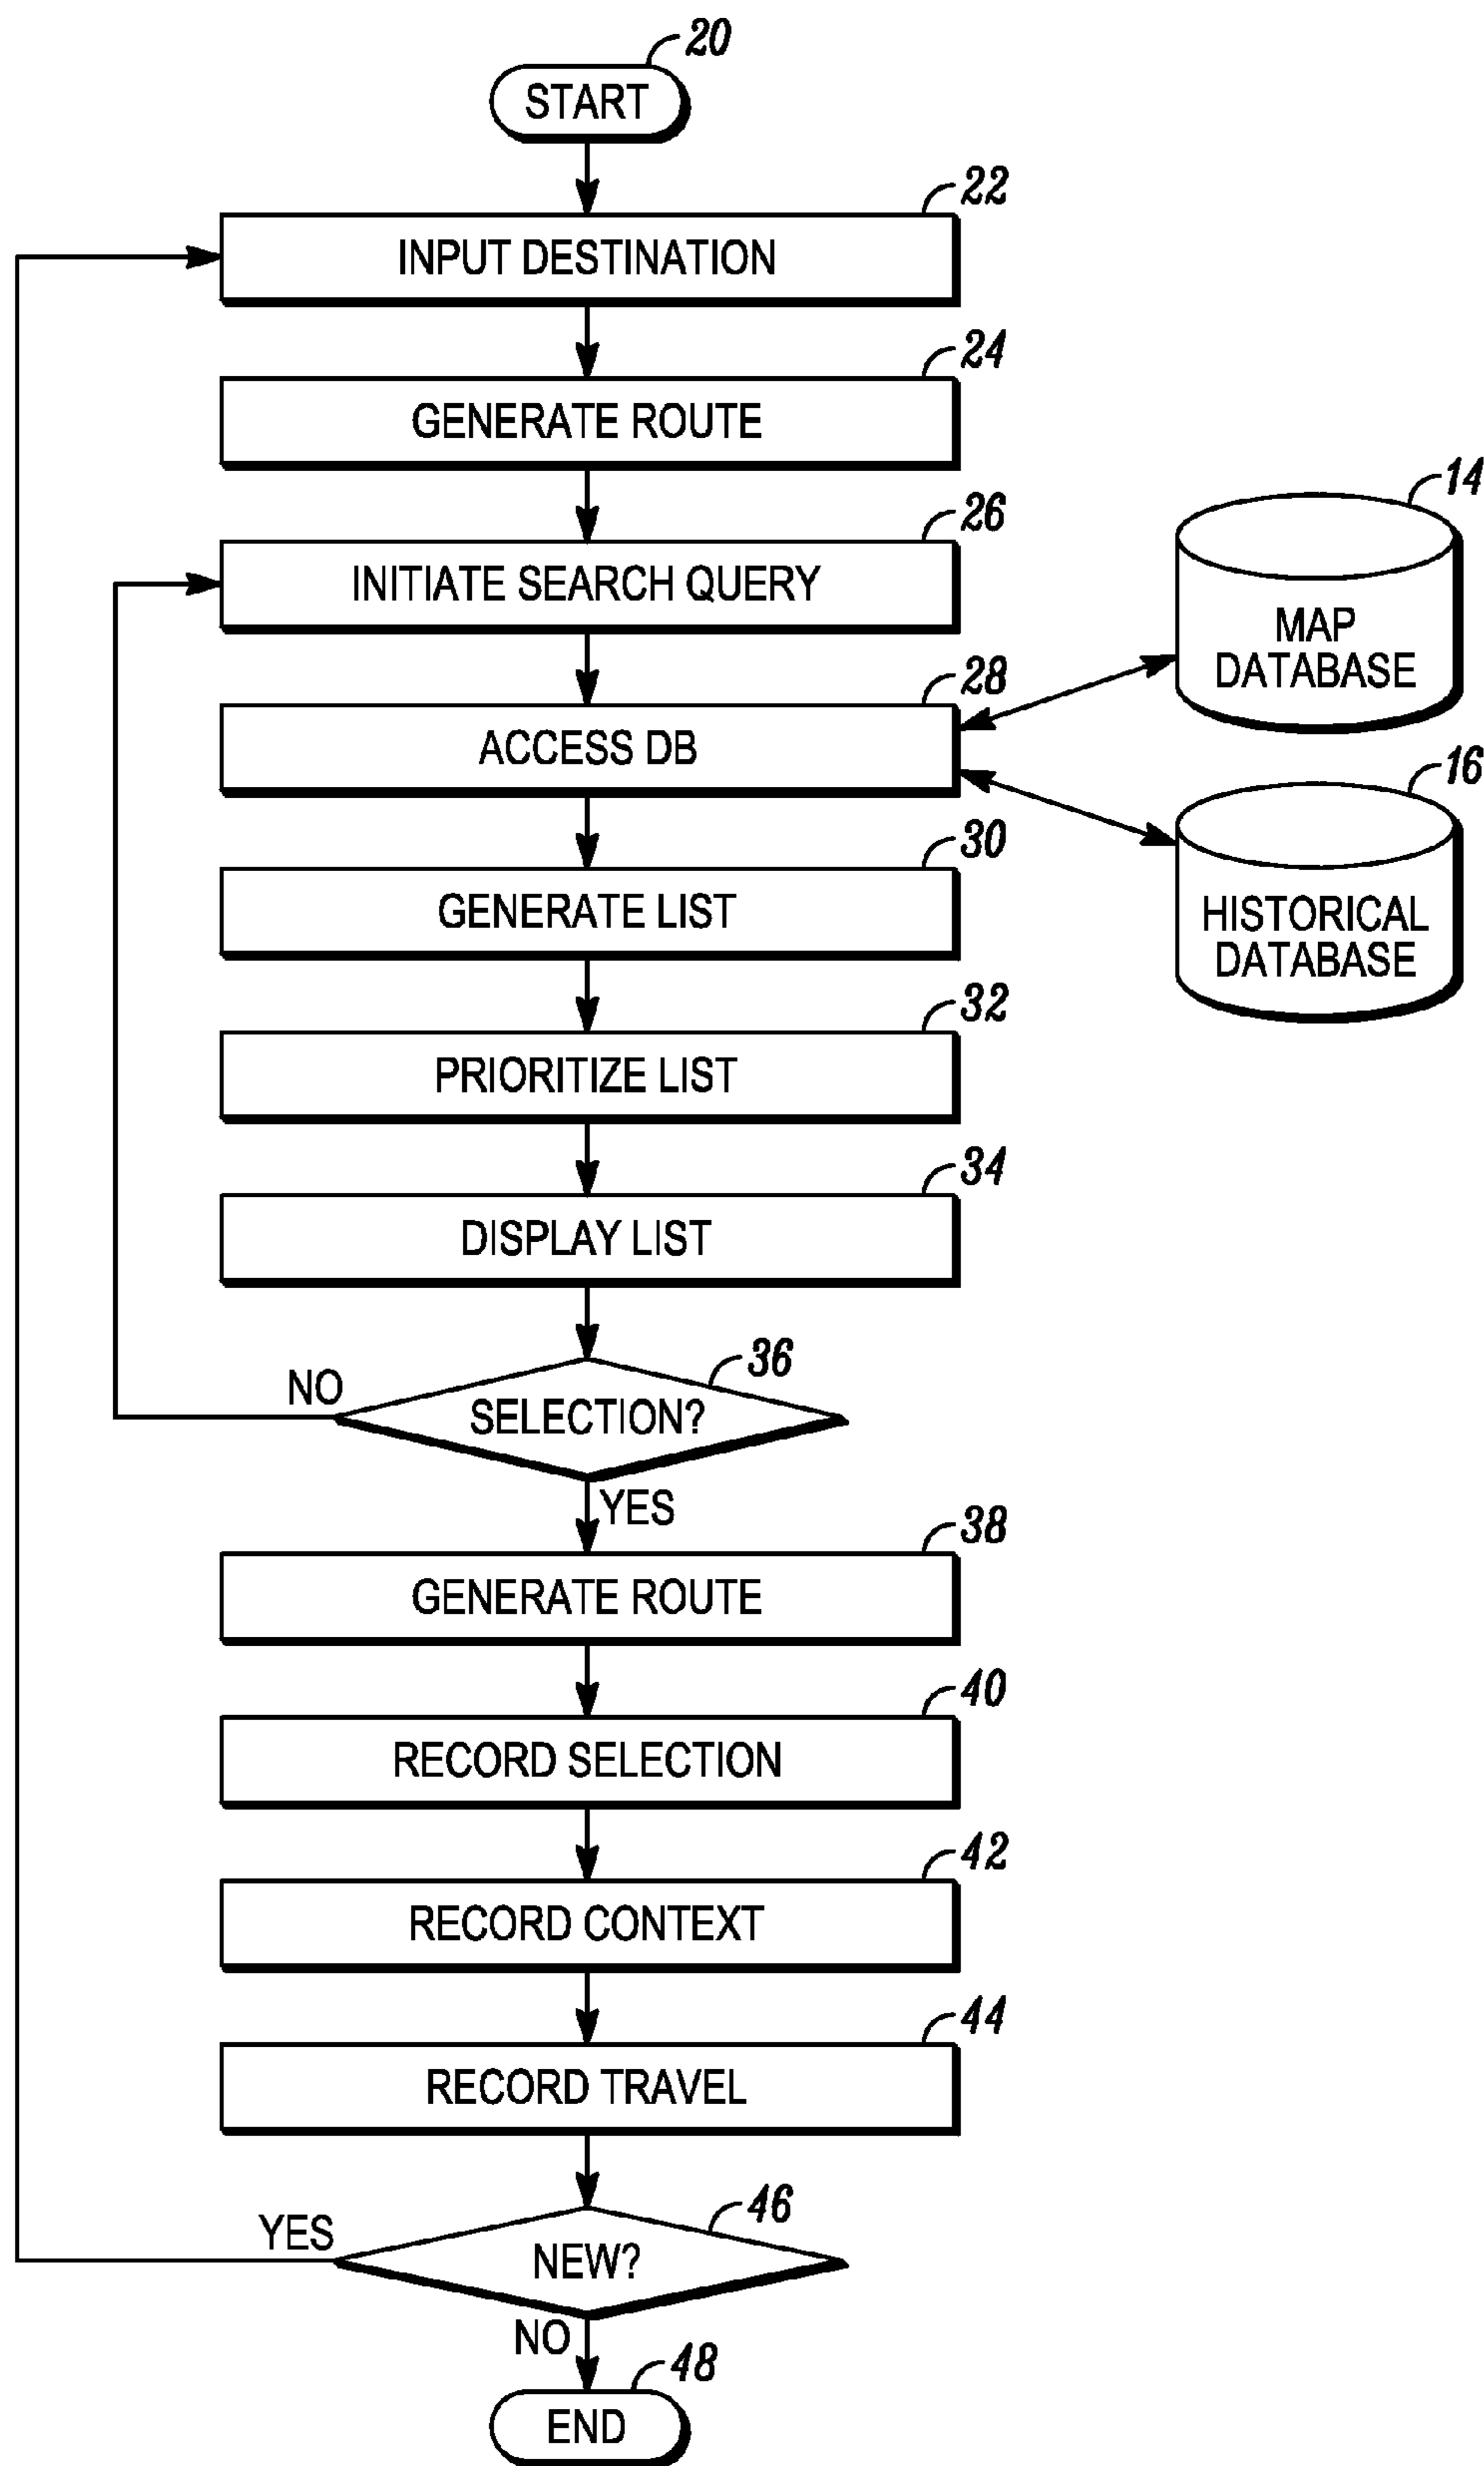 20
START
22
INPUT DESTINATION
24
GENERATE ROUTE
26
INITIATE SEARCH QUERY
14
MAP
DATABASE
28
ACCESS DB
16
HISTORICAL
DATABASE
30
GENERATE LIST
32
PRIORITIZE LIST
34
DISPLAY LIST
36
NO
SELECTION?
YES
38
GENERATE ROUTE
40
RECORD SELECTION
42
RECORD CONTEXT
44
RECORD TRAVEL
46
YES
NEW?
NO
48
END